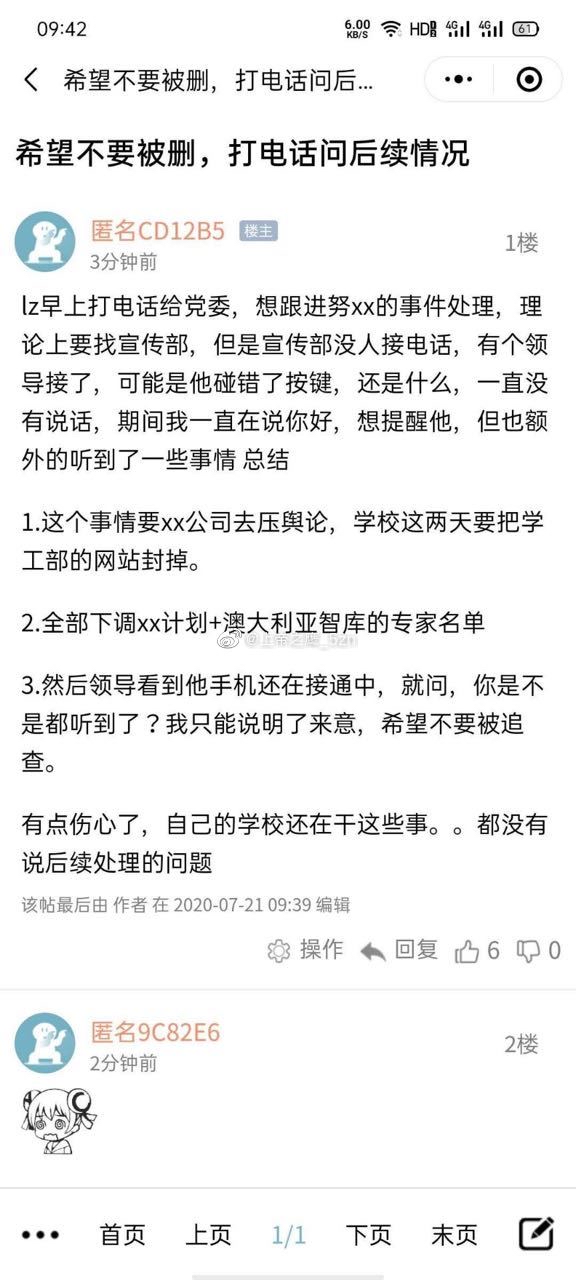 09:42
6.00
KB/S
HD
4G
4G
61
希望不要被删，打电话问后...
希望不要被删，打电话问后续情况
匿名CD12B5 楼主
1楼
3分钟前
lz早上打电话给党委，想跟进努xx的事件处理，理
论上要找宣传部，但是宣传部没人接电话，有个领
导接了，可能是他碰错了按键，还是什么，一直没
有说话，期间我一直在说你好，想提醒他，但也额
外的听到了一些事情 总结
1.这个事情要xx公司去压舆论，学校这两天要把学
工部的网站封掉。
2.全部下调xx计划+澳大利亚智库的专家名单
3.然后领导看到他手机还在接通中，就问，你是不
是都听到了？我只能说明了来意，希望不要被追
查。
有点伤心了，自己的学校还在干这些事。。都没有
说后续处理的问题
该帖最后由 作者 在 2020-07-21 09:39 编辑
操作 回复 6 0
匿名9C82E6
2楼
2分钟前
首页 上页 1/1 下页 末页